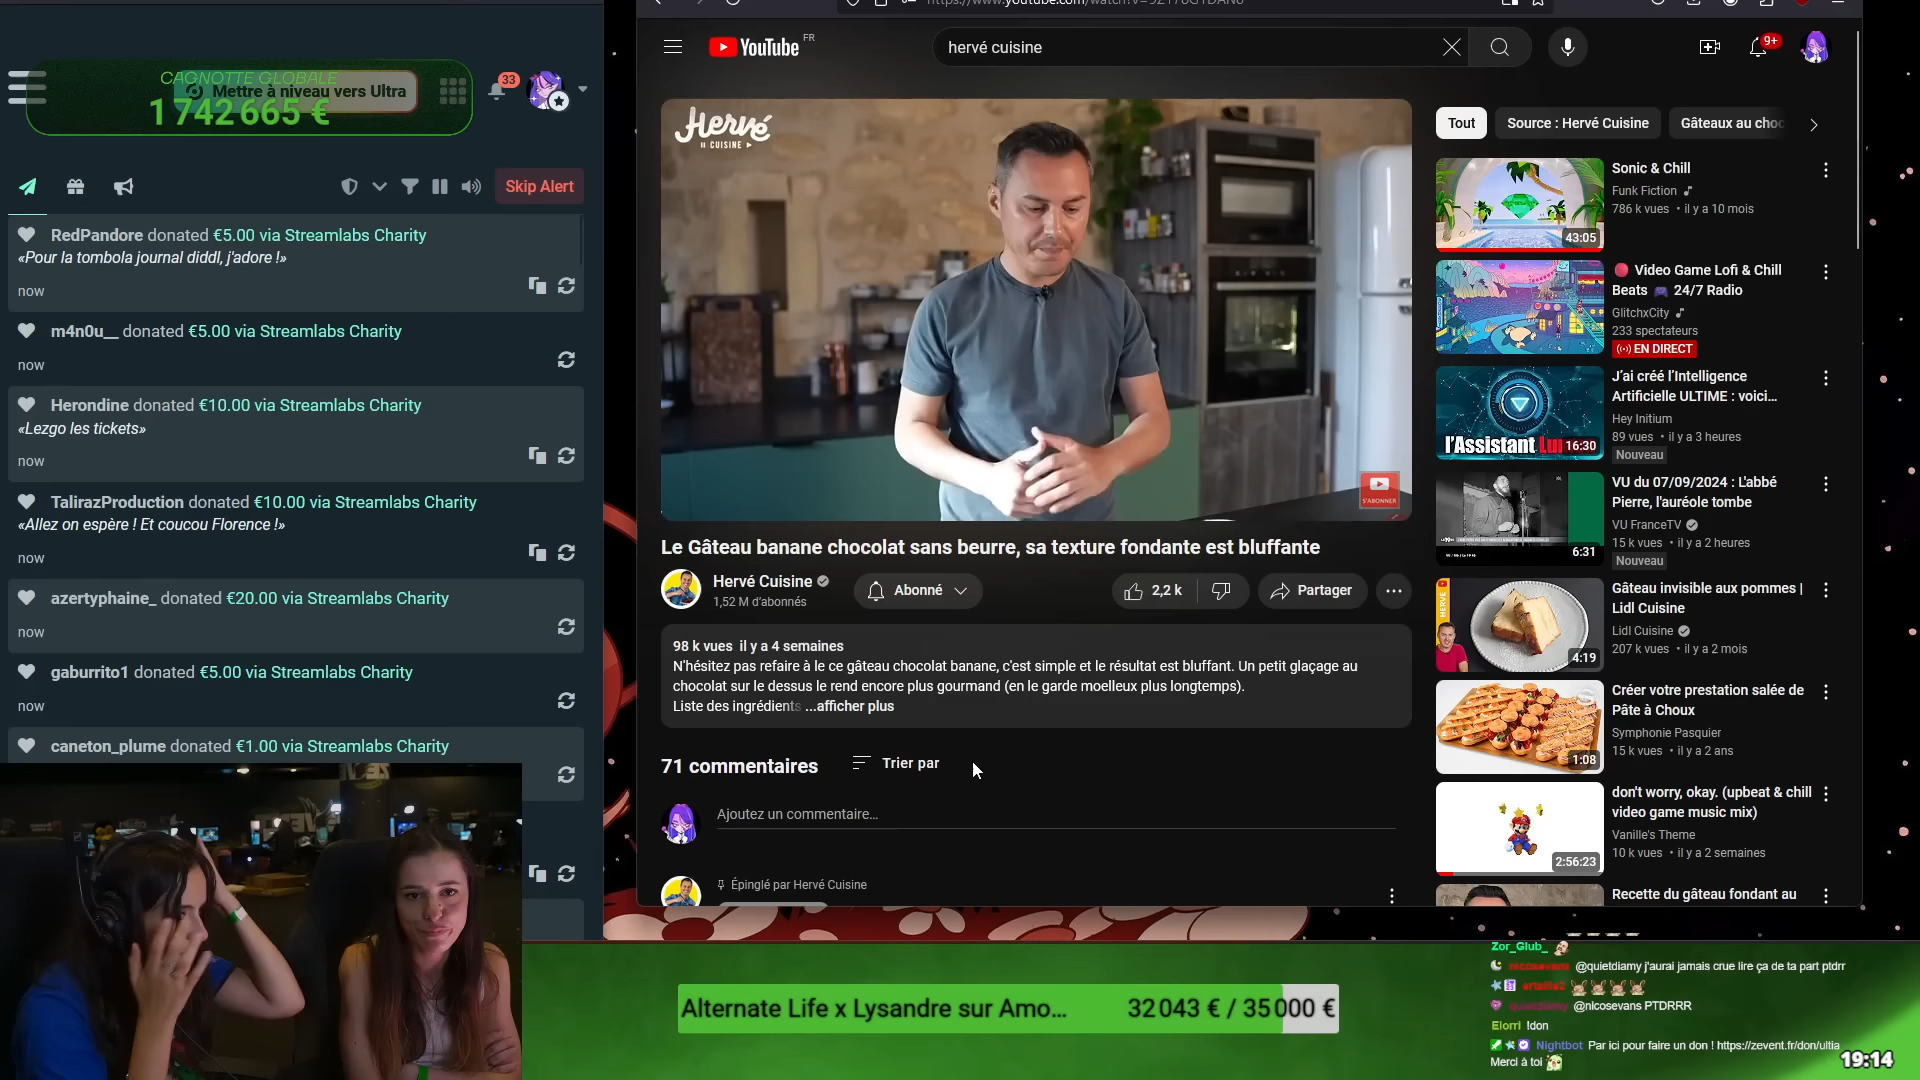 CAGNOTTE GLOBALE
1 742 665 €
Mettre à niveau vers Ultra
33
Skip Alert
RedPandore donated €5.00 via Streamlabs Charity
«Pour la tombola journal diddl, j'adore !»
now
m4n0u__ donated €5.00 via Streamlabs Charity
now
Herondine donated €10.00 via Streamlabs Charity
«Lezgo les tickets»
now
TalirazProduction donated €10.00 via Streamlabs Charity
«Allez on espère ! Et coucou Florence !»
now
azertyphaine_ donated €20.00 via Streamlabs Charity
now
gaburrito1 donated €5.00 via Streamlabs Charity
now
caneton_plume donated €1.00 via Streamlabs Charity
YouTube FR
hervé cuisine
9+
Hervé
CUISINE
S'ABONNER
Le Gâteau banane chocolat sans beurre, sa texture fondante est bluffante
Hervé Cuisine
1,52 M d'abonnés
Abonné
2,2 k
Partager
98 k vues il y a 4 semaines
N'hésitez pas refaire à le ce gâteau chocolat banane, c'est simple et le résultat est bluffant. Un petit glaçage au
chocolat sur le dessus le rend encore plus gourmand (en le garde moelleux plus longtemps).
Liste des ingrédients ...afficher plus
71 commentaires
Trier par
Ajoutez un commentaire...
Épinglé par Hervé Cuisine
Tout
Source : Hervé Cuisine
Gâteaux au choc
Sonic & Chill
Funk Fiction
786 k vues • il y a 10 mois
43:05
Video Game Lofi & Chill
Beats 24/7 Radio
GlitchxCity
233 spectateurs
EN DIRECT
J'ai créé l'Intelligence
Artificielle ULTIME : voici...
Hey Initium
89 vues • il y a 3 heures
Nouveau
l'Assistant
16:30
VU du 07/09/2024 : L'abbé
Pierre, l'auréole tombe
VU FranceTV
15 k vues • il y a 2 heures
Nouveau
6:31
Gâteau invisible aux pommes |
Lidl Cuisine
Lidl Cuisine
207 k vues • il y a 2 mois
HERVÉ
4:19
Créer votre prestation salée de
Pâte à Choux
Symphonie Pasquier
15 k vues • il y a 2 ans
1:08
don't worry, okay. (upbeat & chill
video game music mix)
Vanille's Theme
10 k vues • il y a 2 semaines
2:56:23
Recette du gâteau fondant au
Alternate Life x Lysandre sur Amo...
32 043 € / 35 000 €
Zor_Glub_
nicosevans @quietdiamy j'aurai jamais crue lire ça de ta part ptdrr
quietdiamy @nicosevans PTDRRR
Elorri !don
Nightbot Par ici pour faire un don ! https://zevent.fr/don/ultia
Merci à toi
19:14